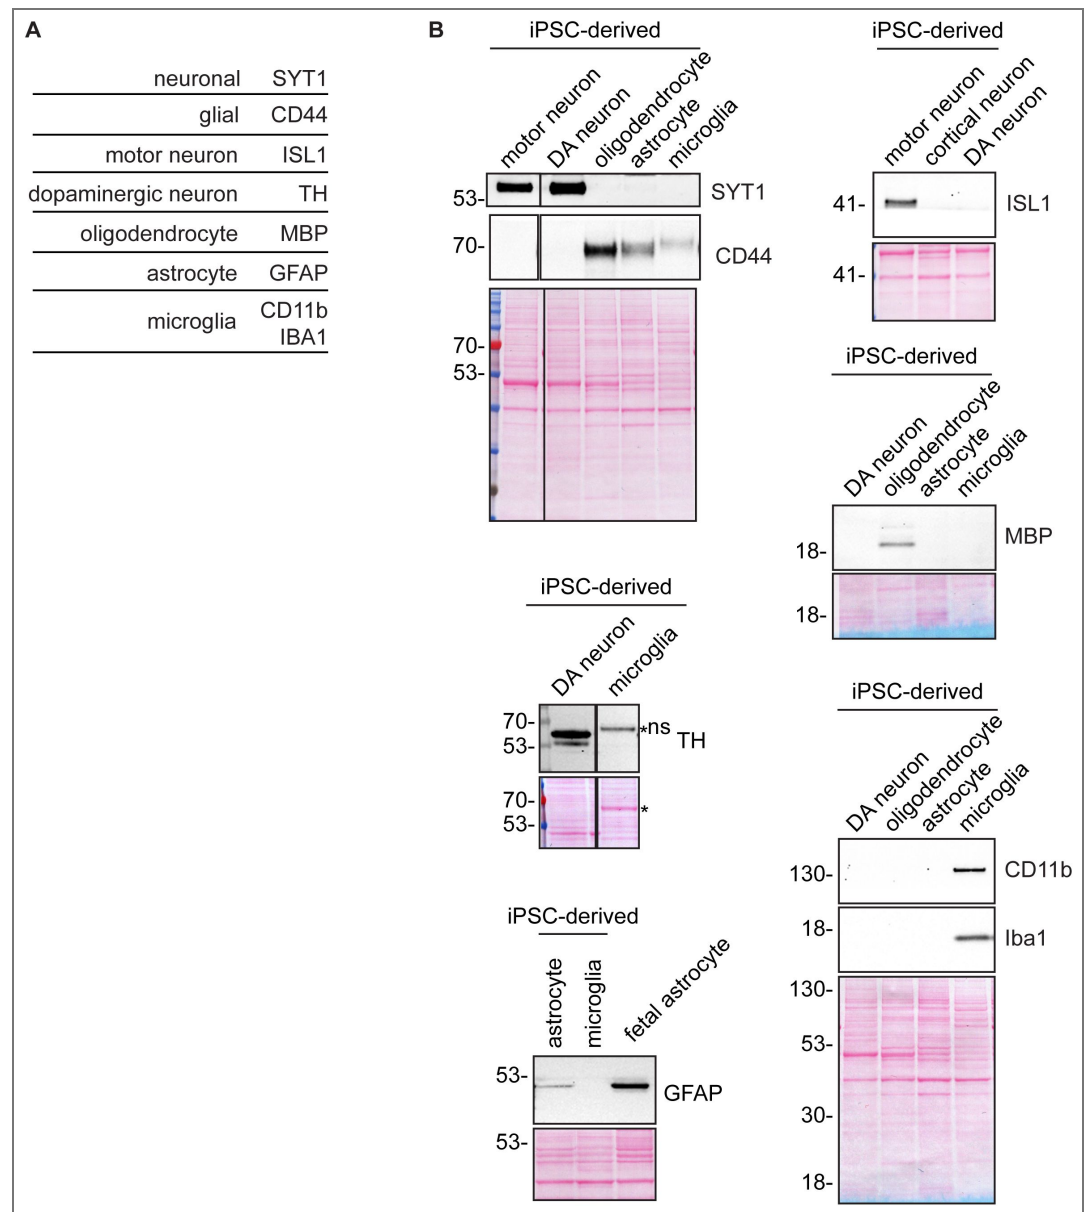 A
neuronal SYT1
glial CD44
motor neuron ISL1
dopaminergic neuron TH
oligodendrocyte MBP
astrocyte GFAP
microglia CD11b
IBA1
B
iPSC-derived
motor neuron
DA neuron
oligodendrocyte
astrocyte
microglia
53-
SYT1
70-
CD44
70-
53-
iPSC-derived
DA neuron
microglia
70-
53-
*ns
TH
70-
53-
*
iPSC-derived
astrocyte
microglia
fetal astrocyte
53-
GFAP
53-
iPSC-derived
motor neuron
cortical neuron
DA neuron
41-
ISL1
41-
iPSC-derived
DA neuron
oligodendrocyte
astrocyte
microglia
18-
MBP
18-
iPSC-derived
DA neuron
oligodendrocyte
astrocyte
microglia
130-
CD11b
18-
Iba1
130-
53-
30-
18-